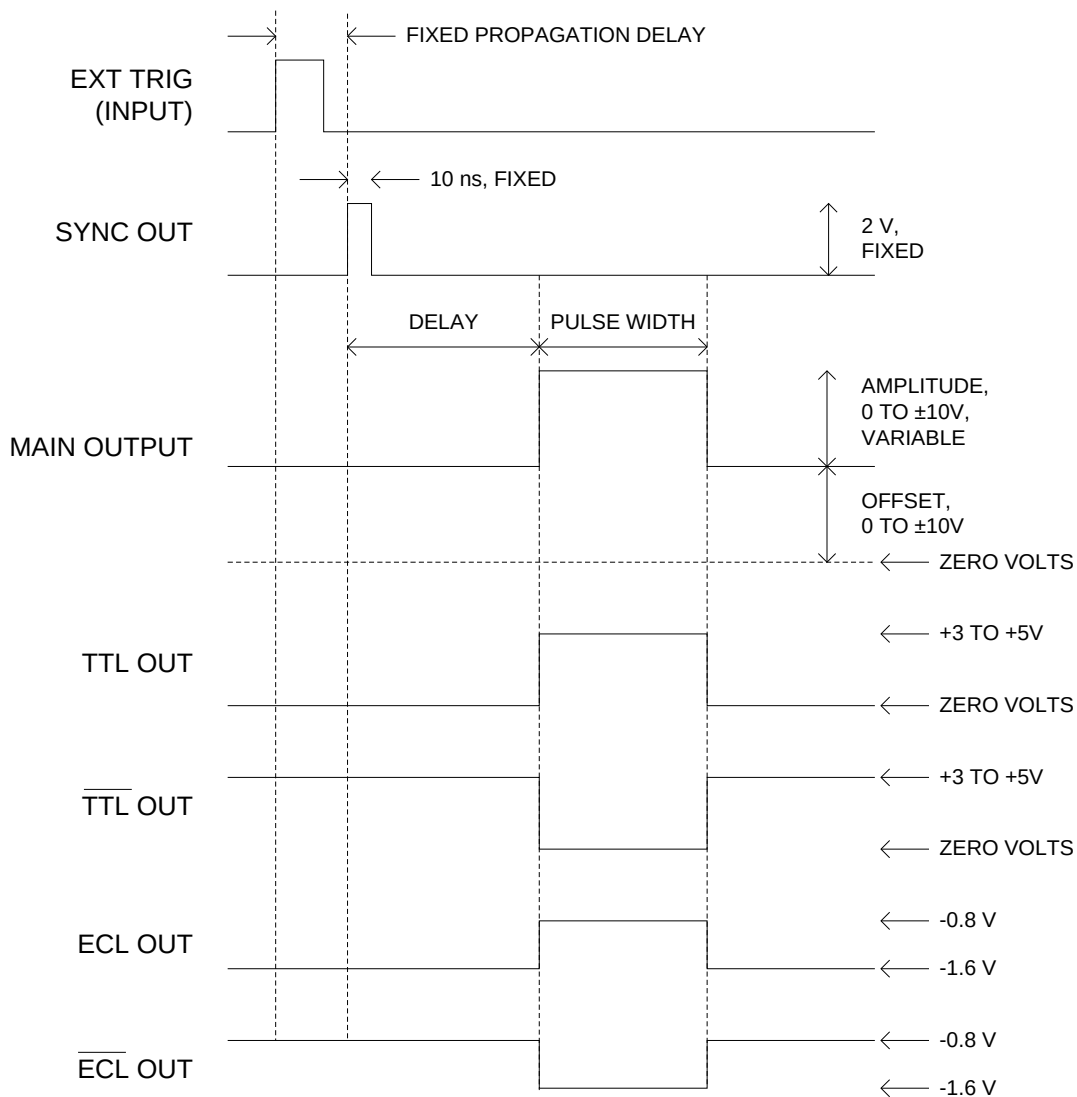 FIXED PROPAGATION DELAY
EXT TRIG
(INPUT)
10 ns, FIXED
SYNC OUT
2 V,
FIXED
DELAY
PULSE WIDTH
AMPLITUDE,
0 TO ±10V,
VARIABLE
MAIN OUTPUT
OFFSET,
0 TO ±10V
ZERO VOLTS
+3 TO +5V
TTL OUT
ZERO VOLTS
+3 TO +5V
T̅T̅L̅ OUT
ZERO VOLTS
-0.8 V
ECL OUT
-1.6 V
-0.8 V
E̅C̅L̅ OUT
-1.6 V